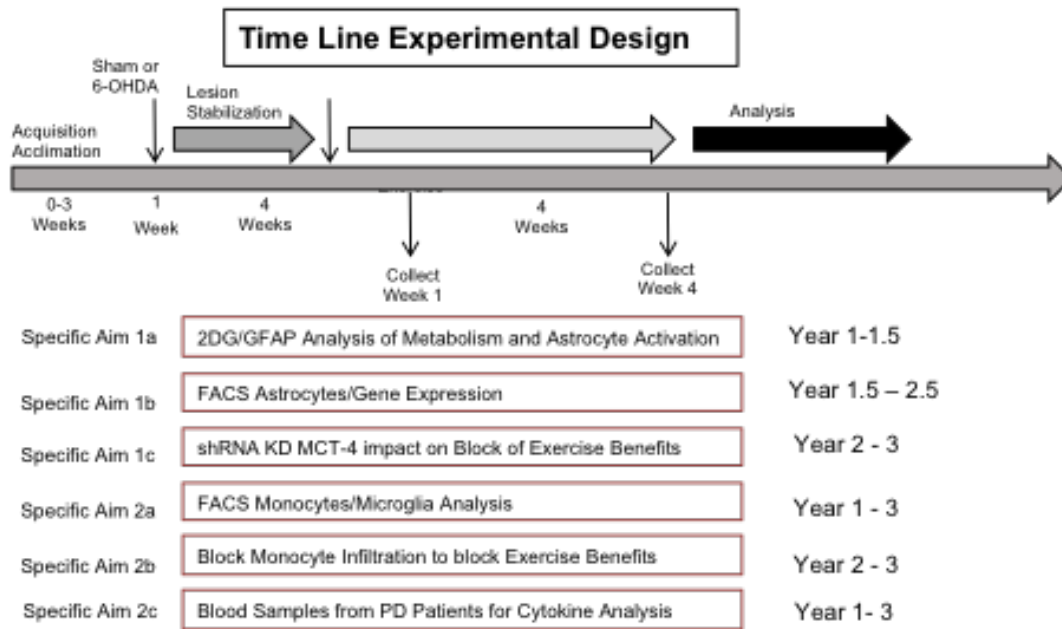 Time Line Experimental Design
Sham or
6-OHDA
Lesion
Stabilization
Analysis
Acquisition
Acclimation
0-3
Weeks
1
Week
4
Weeks
4
Weeks
Collect
Week 1
Collect
Week 4
Specific Aim 1a
2DG/GFAP Analysis of Metabolism and Astrocyte Activation
Year 1-1.5
Specific Aim 1b
FACS Astrocytes/Gene Expression
Year 1.5 – 2.5
Specific Aim 1c
shRNA KD MCT-4 impact on Block of Exercise Benefits
Year 2 - 3
Specific Aim 2a
FACS Monocytes/Microglia Analysis
Year 1 - 3
Specific Aim 2b
Block Monocyte Infiltration to block Exercise Benefits
Year 2 - 3
Specific Aim 2c
Blood Samples from PD Patients for Cytokine Analysis
Year 1- 3